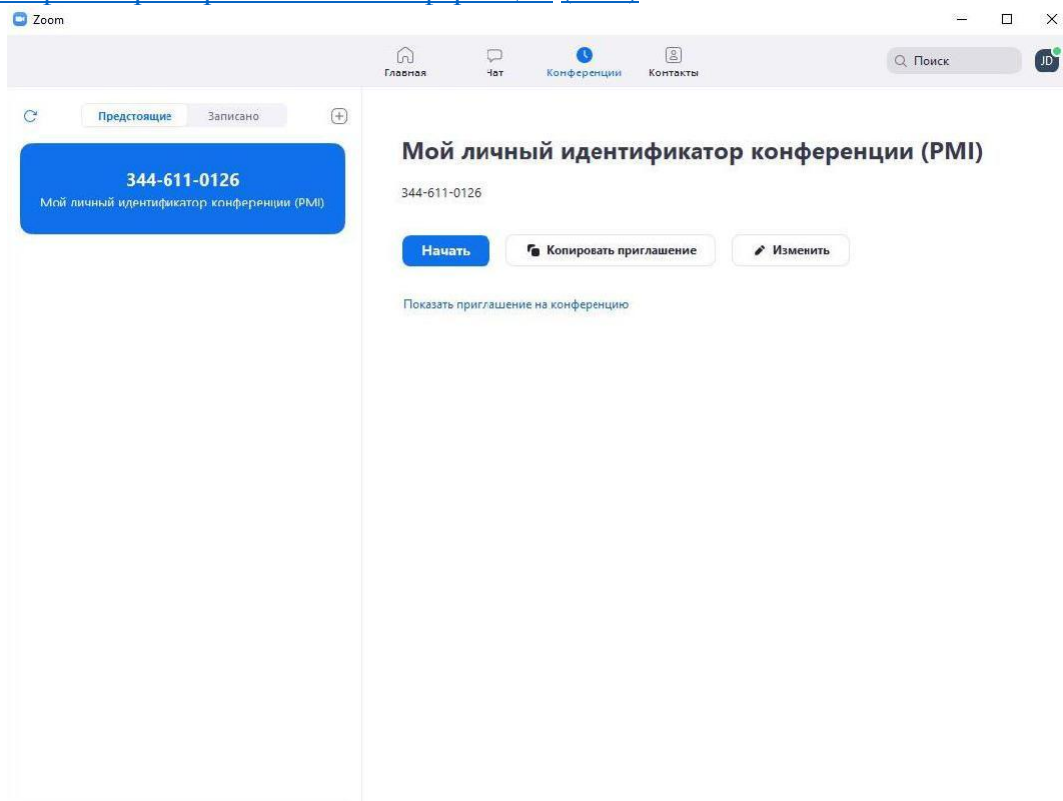 Zoom
Главная Чат Конференции Контакты
Поиск JD
Предстоящие Записано
344-611-0126
Мой личный идентификатор конференции (PMI)
Мой личный идентификатор конференции (PMI)
344-611-0126
Начать Копировать приглашение Изменить
Показать приглашение на конференцию